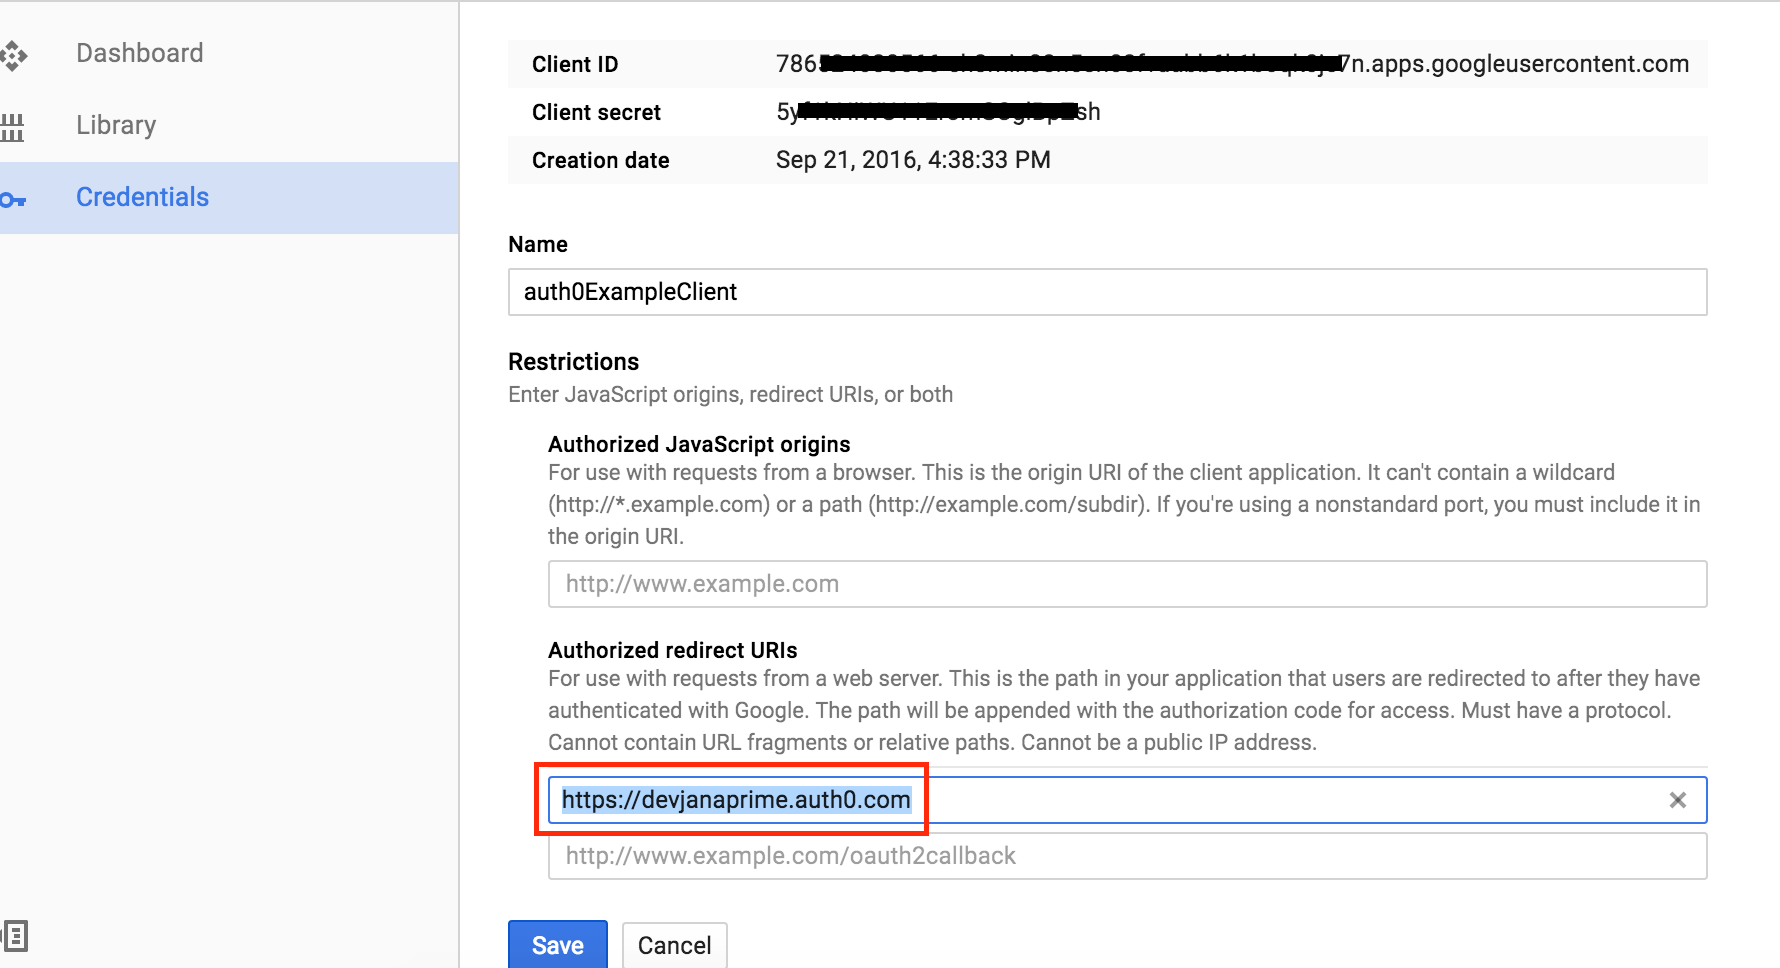 Dashboard
Library
Credentials
Client ID 786 7n.apps.googleusercontent.com
Client secret 5y sh
Creation date Sep 21, 2016, 4:38:33 PM
Name
auth0ExampleClient
Restrictions
Enter JavaScript origins, redirect URIs, or both
Authorized JavaScript origins
For use with requests from a browser. This is the origin URI of the client application. It can't contain a wildcard
(http://*.example.com) or a path (http://example.com/subdir). If you're using a nonstandard port, you must include it in
the origin URI.
http://www.example.com
Authorized redirect URIs
For use with requests from a web server. This is the path in your application that users are redirected to after they have
authenticated with Google. The path will be appended with the authorization code for access. Must have a protocol.
Cannot contain URL fragments or relative paths. Cannot be a public IP address.
https://devjanaprime.auth0.com
http://www.example.com/oauth2callback
Save Cancel